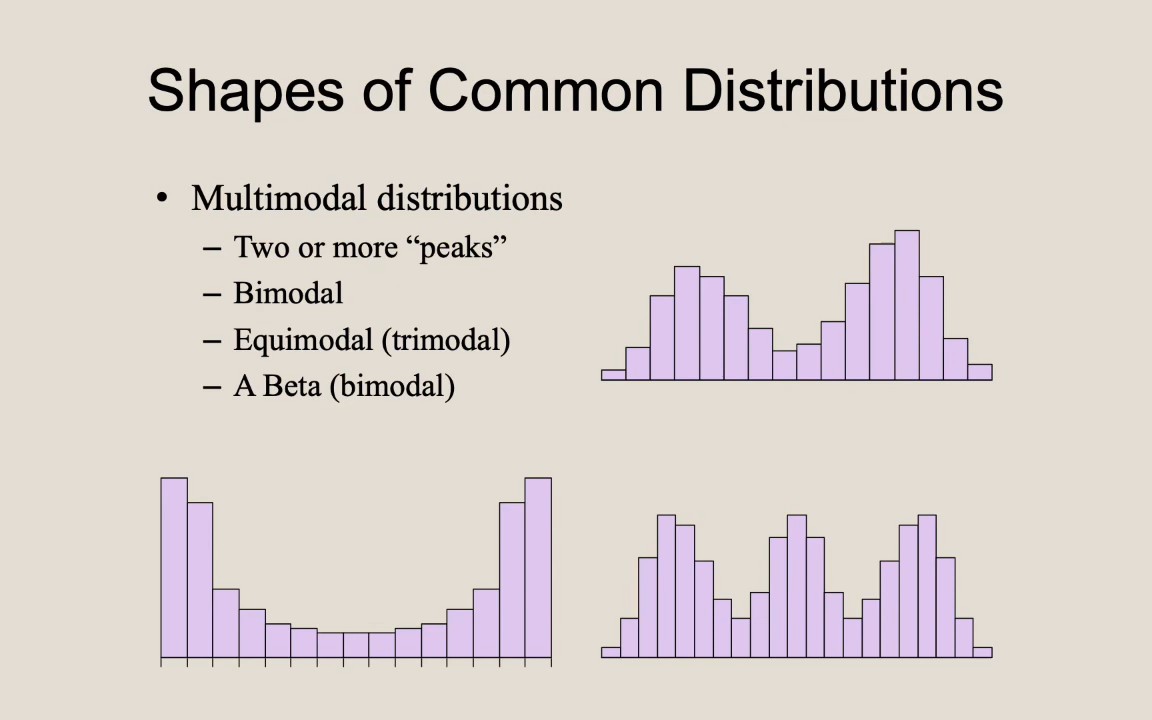 Shapes of Common Distributions
• Multimodal distributions
– Two or more “peaks”
– Bimodal
– Equimodal (trimodal)
– A Beta (bimodal)